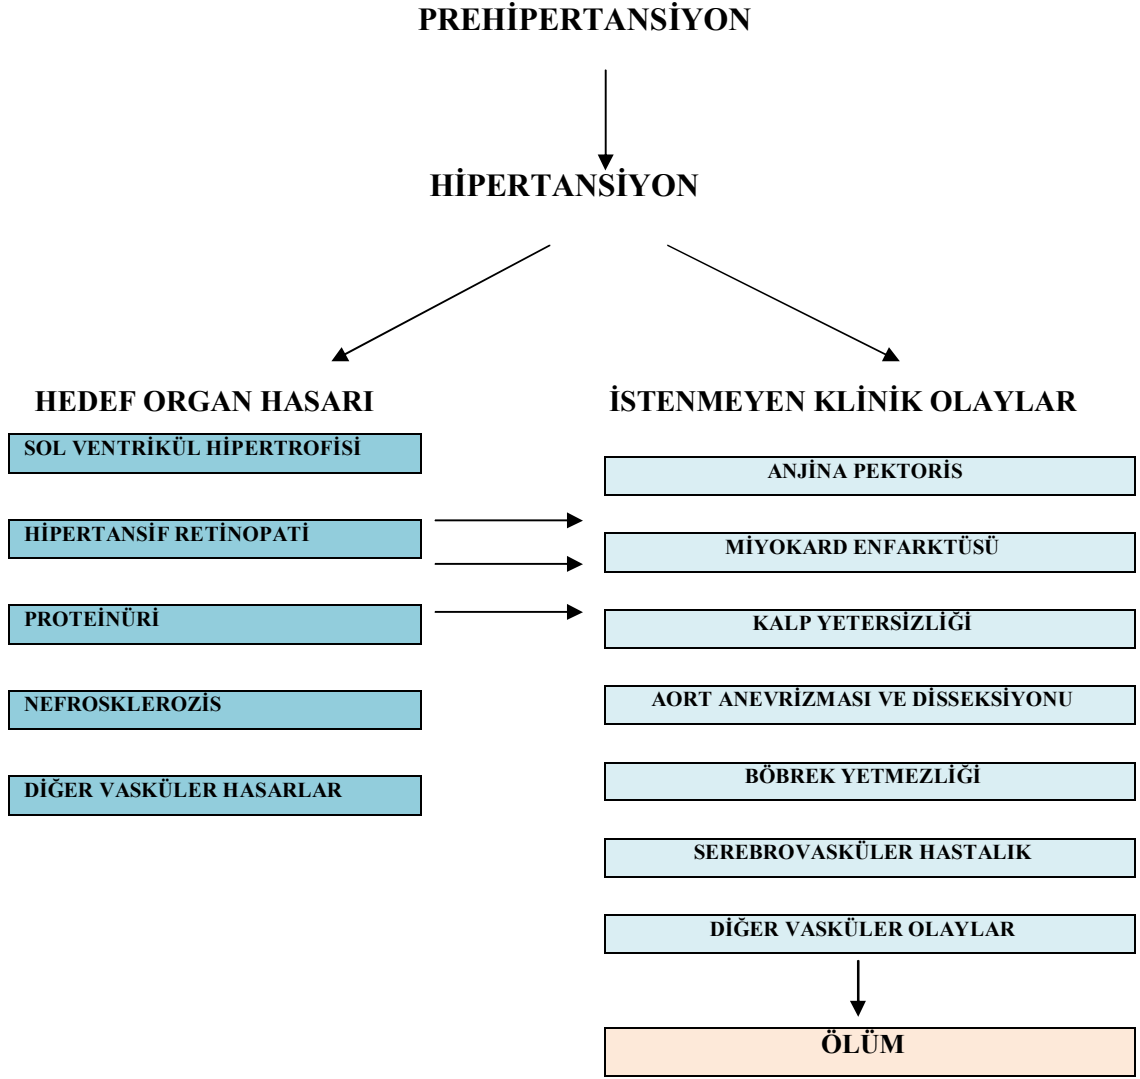 PREHİPERTANSİYON
HİPERTANSİYON
HEDEF ORGAN HASARI
SOL VENTRİKÜL HİPERTROFİSİ
HİPERTANSİF RETİNOPATİ
PROTEİNÜRİ
NEFROSKLEROZİS
DİĞER VASKÜLER HASARLAR
İSTENMEYEN KLİNİK OLAYLAR
ANJİNA PEKTORİS
MİYOKARD ENFARKTÜSÜ
KALP YETERSİZLİĞİ
AORT ANEVRİZMASI VE DİSSEKSİYONU
BÖBREK YETMEZLİĞİ
SEREBROVASKÜLER HASTALIK
DİĞER VASKÜLER OLAYLAR
ÖLÜM